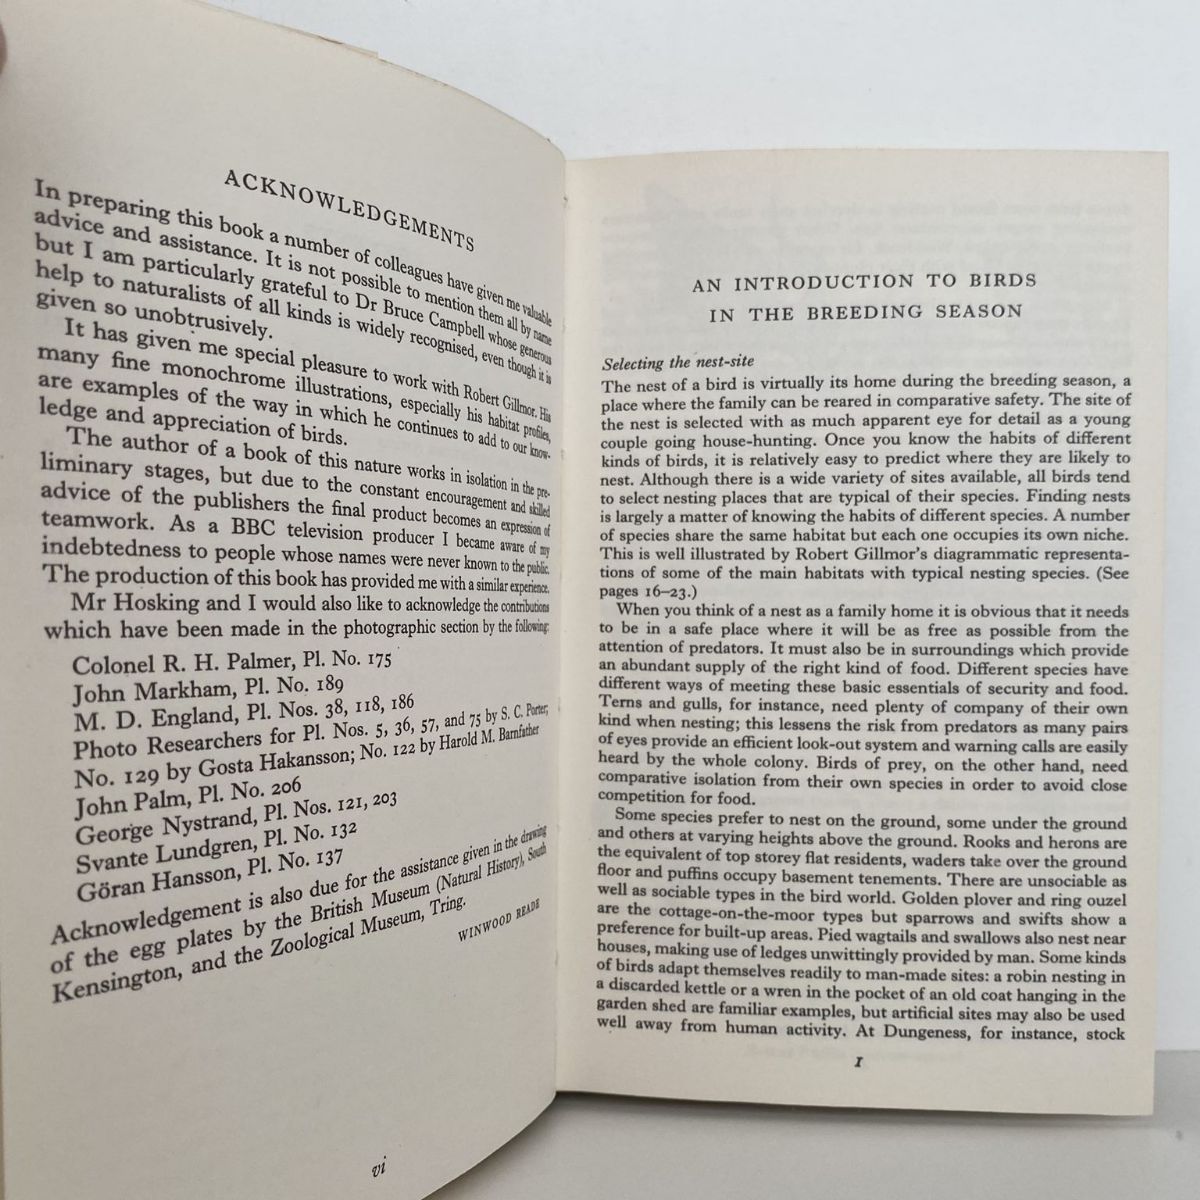 ACKNOWLEDGEMENTS
In preparing this book a number of colleagues have given me valuable
advice and assistance. It is not possible to mention them all by name
but I am particularly grateful to Dr Bruce Campbell whose generous
help to naturalists of all kinds is widely recognised, even though it is
given so unobtrusively.
It has given me special pleasure to work with Robert Gillmor. His
many fine monochrome illustrations, especially his habitat profiles,
are examples of the way in which he continues to add to our know-
ledge and appreciation of birds.
The author of a book of this nature works in isolation in the pre-
liminary stages, but due to the constant encouragement and skilled
advice of the publishers the final product becomes an expression of
teamwork. As a BBC television producer I became aware of my
indebtedness to people whose names were never known to the public.
The production of this book has provided me with a similar experience.
Mr Hosking and I would also like to acknowledge the contributions
which have been made in the photographic section by the following:
Colonel R. H. Palmer, Pl. No. 175
John Markham, Pl. No. 189
M. D. England, Pl. Nos. 38, 118, 186
Photo Researchers for Pl. Nos. 5, 36, 57, and 75 by S. C. Porter;
No. 129 by Gosta Hakansson; No. 122 by Harold M. Barnfather
John Palm, Pl. No. 206
George Nystrand, Pl. Nos. 121, 203
Svante Lundgren, Pl. No. 132
Göran Hansson, Pl. No. 137
Acknowledgement is also due for the assistance given in the drawing
of the egg plates by the British Museum (Natural History), South
Kensington, and the Zoological Museum, Tring.
WINWOOD READE
vi
AN INTRODUCTION TO BIRDS
IN THE BREEDING SEASON
Selecting the nest-site
The nest of a bird is virtually its home during the breeding season, a
place where the family can be reared in comparative safety. The site of
the nest is selected with as much apparent eye for detail as a young
couple going house-hunting. Once you know the habits of different
kinds of birds, it is relatively easy to predict where they are likely to
nest. Although there is a wide variety of sites available, all birds tend
to select nesting places that are typical of their species. Finding nests
is largely a matter of knowing the habits of different species. A number
of species share the same habitat but each one occupies its own niche.
This is well illustrated by Robert Gillmor's diagrammatic representa-
tions of some of the main habitats with typical nesting species. (See
pages 16–23.)
When you think of a nest as a family home it is obvious that it needs
to be in a safe place where it will be as free as possible from the
attention of predators. It must also be in surroundings which provide
an abundant supply of the right kind of food. Different species have
different ways of meeting these basic essentials of security and food.
Terns and gulls, for instance, need plenty of company of their own
kind when nesting; this lessens the risk from predators as many pairs
of eyes provide an efficient look-out system and warning calls are easily
heard by the whole colony. Birds of prey, on the other hand, need
comparative isolation from their own species in order to avoid close
competition for food.
Some species prefer to nest on the ground, some under the ground
and others at varying heights above the ground. Rooks and herons are
the equivalent of top storey flat residents, waders take over the ground
floor and puffins occupy basement tenements. There are unsociable as
well as sociable types in the bird world. Golden plover and ring ouzel
are the cottage-on-the-moor types but sparrows and swifts show a
preference for built-up areas. Pied wagtails and swallows also nest near
houses, making use of ledges unwittingly provided by man. Some kinds
of birds adapt themselves readily to man-made sites: a robin nesting in
a discarded kettle or a wren in the pocket of an old coat hanging in the
garden shed are familiar examples, but artificial sites may also be used
well away from human activity. At Dungeness, for instance, stock
1